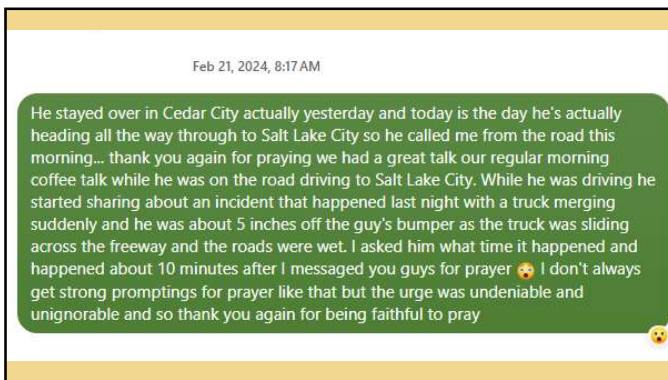 Feb 21, 2024, 8:17 AM
He stayed over in Cedar City actually yesterday and today is the day he's actually
heading all the way through to Salt Lake City so he called me from the road this
morning... thank you again for praying we had a great talk our regular morning
coffee talk while he was on the road driving to Salt Lake City. While he was driving he
started sharing about an incident that happened last night with a truck merging
suddenly and he was about 5 inches off the guy's bumper as the truck was sliding
across the freeway and the roads were wet. I asked him what time it happened and
happened about 10 minutes after I messaged you guys for prayer 😳 I don't always
get strong promptings for prayer like that but the urge was undeniable and
unignorable and so thank you again for being faithful to pray